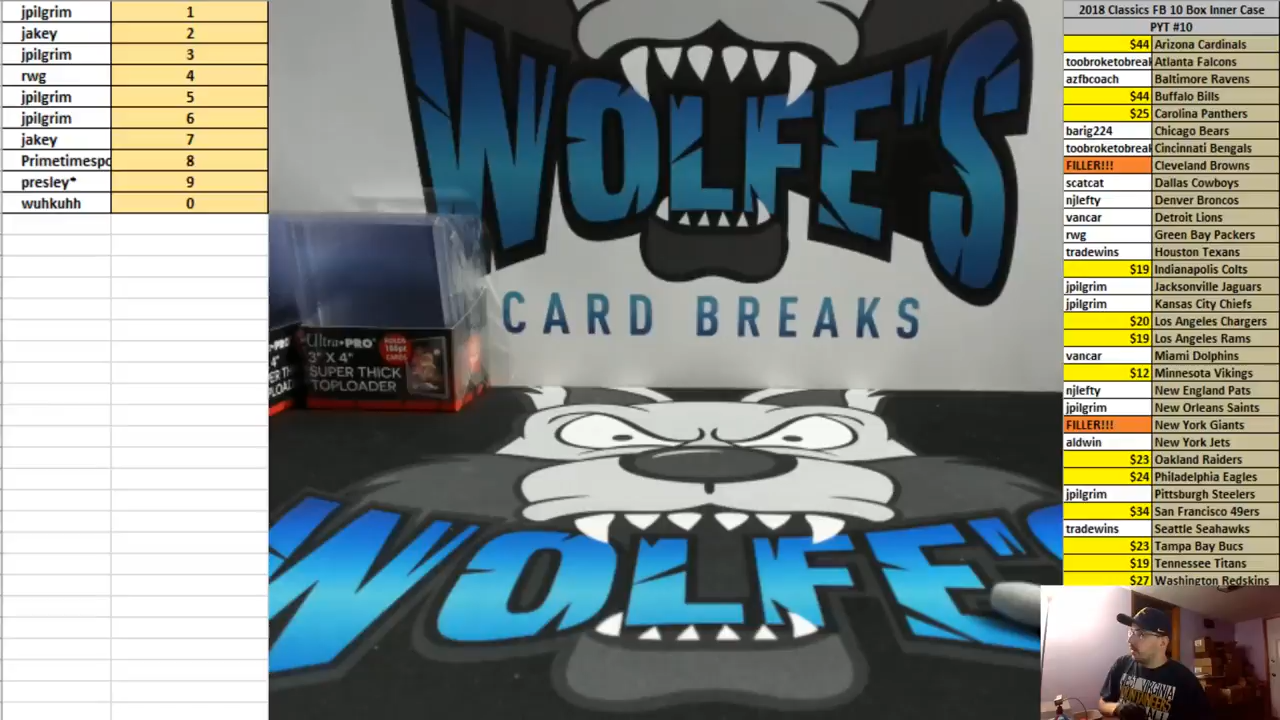 jpilgrim 1
jakey 2
jpilgrim 3
rwg 4
jpilgrim 5
jpilgrim 6
jakey 7
Primetimespo 8
presley* 9
wuhkuhh 0
WOLFE'S
CARD BREAKS
Ultra•PRO
3" X 4"
SUPER THICK
TOPLOADER
WOLFE'S
2018 Classics FB 10 Box Inner Case
PYT #10
$44 Arizona Cardinals
toobroketobreak Atlanta Falcons
azfbcoach Baltimore Ravens
$44 Buffalo Bills
$25 Carolina Panthers
barig224 Chicago Bears
toobroketobreak Cincinnati Bengals
FILLER!!! Cleveland Browns
scatcat Dallas Cowboys
njlefty Denver Broncos
vancar Detroit Lions
rwg Green Bay Packers
tradewins Houston Texans
$19 Indianapolis Colts
jpilgrim Jacksonville Jaguars
jpilgrim Kansas City Chiefs
$20 Los Angeles Chargers
$19 Los Angeles Rams
vancar Miami Dolphins
$12 Minnesota Vikings
njlefty New England Pats
jpilgrim New Orleans Saints
FILLER!!! New York Giants
aldwin New York Jets
$23 Oakland Raiders
$24 Philadelphia Eagles
jpilgrim Pittsburgh Steelers
$34 San Francisco 49ers
tradewins Seattle Seahawks
$23 Tampa Bay Bucs
$19 Tennessee Titans
$27 Washington Redskins